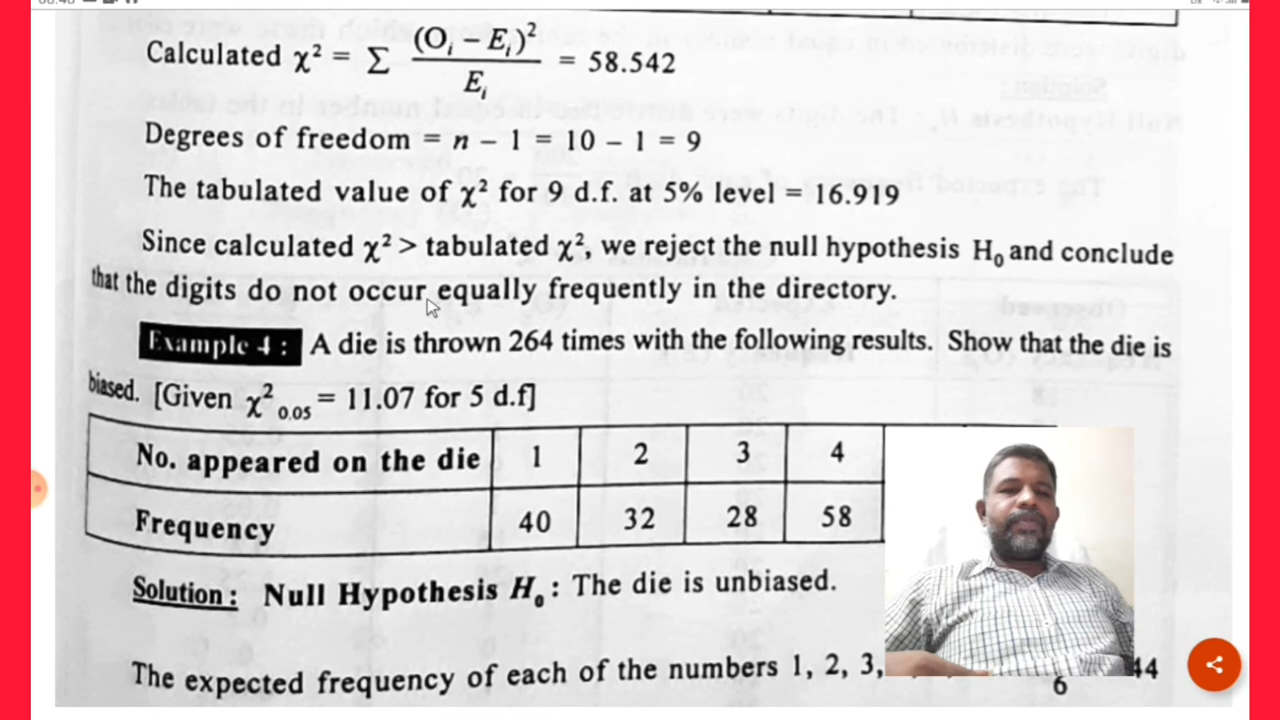 Calculated χ² = Σ (Oᵢ – Eᵢ)² / Eᵢ = 58.542
Degrees of freedom = n – 1 = 10 – 1 = 9
The tabulated value of χ² for 9 d.f. at 5% level = 16.919
Since calculated χ² > tabulated χ², we reject the null hypothesis H₀ and conclude
that the digits do not occur equally frequently in the directory.
Example 4 : A die is thrown 264 times with the following results. Show that the die is
biased. [Given χ²₀.₀₅ = 11.07 for 5 d.f]
No. appeared on the die 1 2 3 4
Frequency 40 32 28 58
Solution : Null Hypothesis H₀ : The die is unbiased.
The expected frequency of each of the numbers 1, 2, 3,
6
44